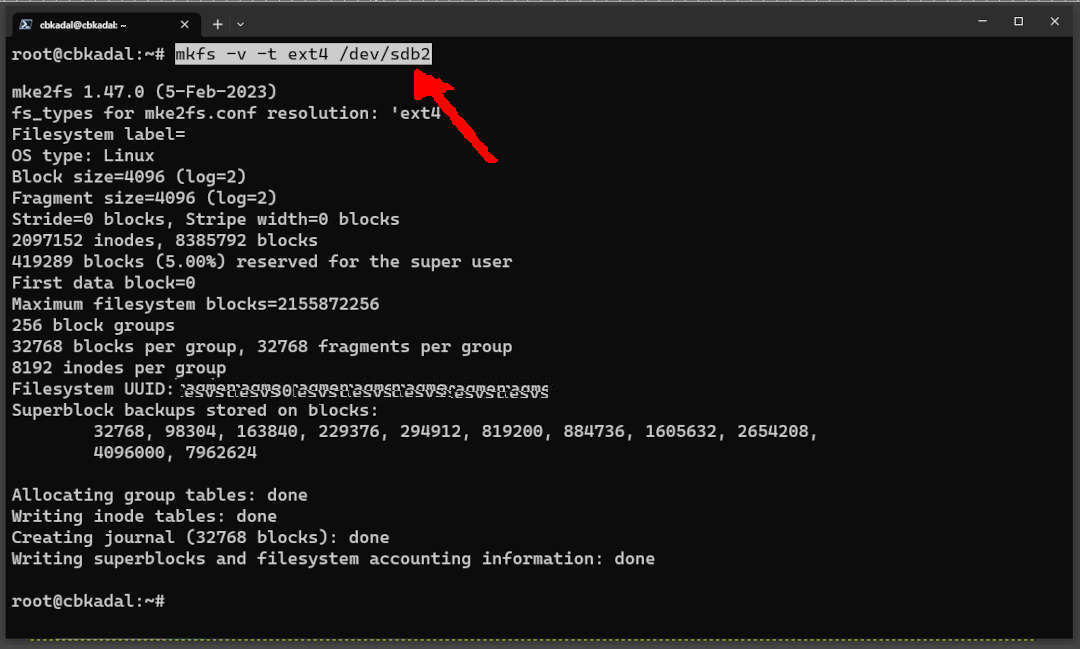 cbkadal@cbkadal: ~
root@cbkadal:~# mkfs -v -t ext4 /dev/sdb2
mke2fs 1.47.0 (5-Feb-2023)
fs_types for mke2fs.conf resolution: 'ext4
Filesystem label=
OS type: Linux
Block size=4096 (log=2)
Fragment size=4096 (log=2)
Stride=0 blocks, Stripe width=0 blocks
2097152 inodes, 8385792 blocks
419289 blocks (5.00%) reserved for the super user
First data block=0
Maximum filesystem blocks=2155872256
256 block groups
32768 blocks per group, 32768 fragments per group
8192 inodes per group
Filesystem UUID:
Superblock backups stored on blocks:
32768, 98304, 163840, 229376, 294912, 819200, 884736, 1605632, 2654208,
4096000, 7962624
Allocating group tables: done
Writing inode tables: done
Creating journal (32768 blocks): done
Writing superblocks and filesystem accounting information: done
root@cbkadal:~#